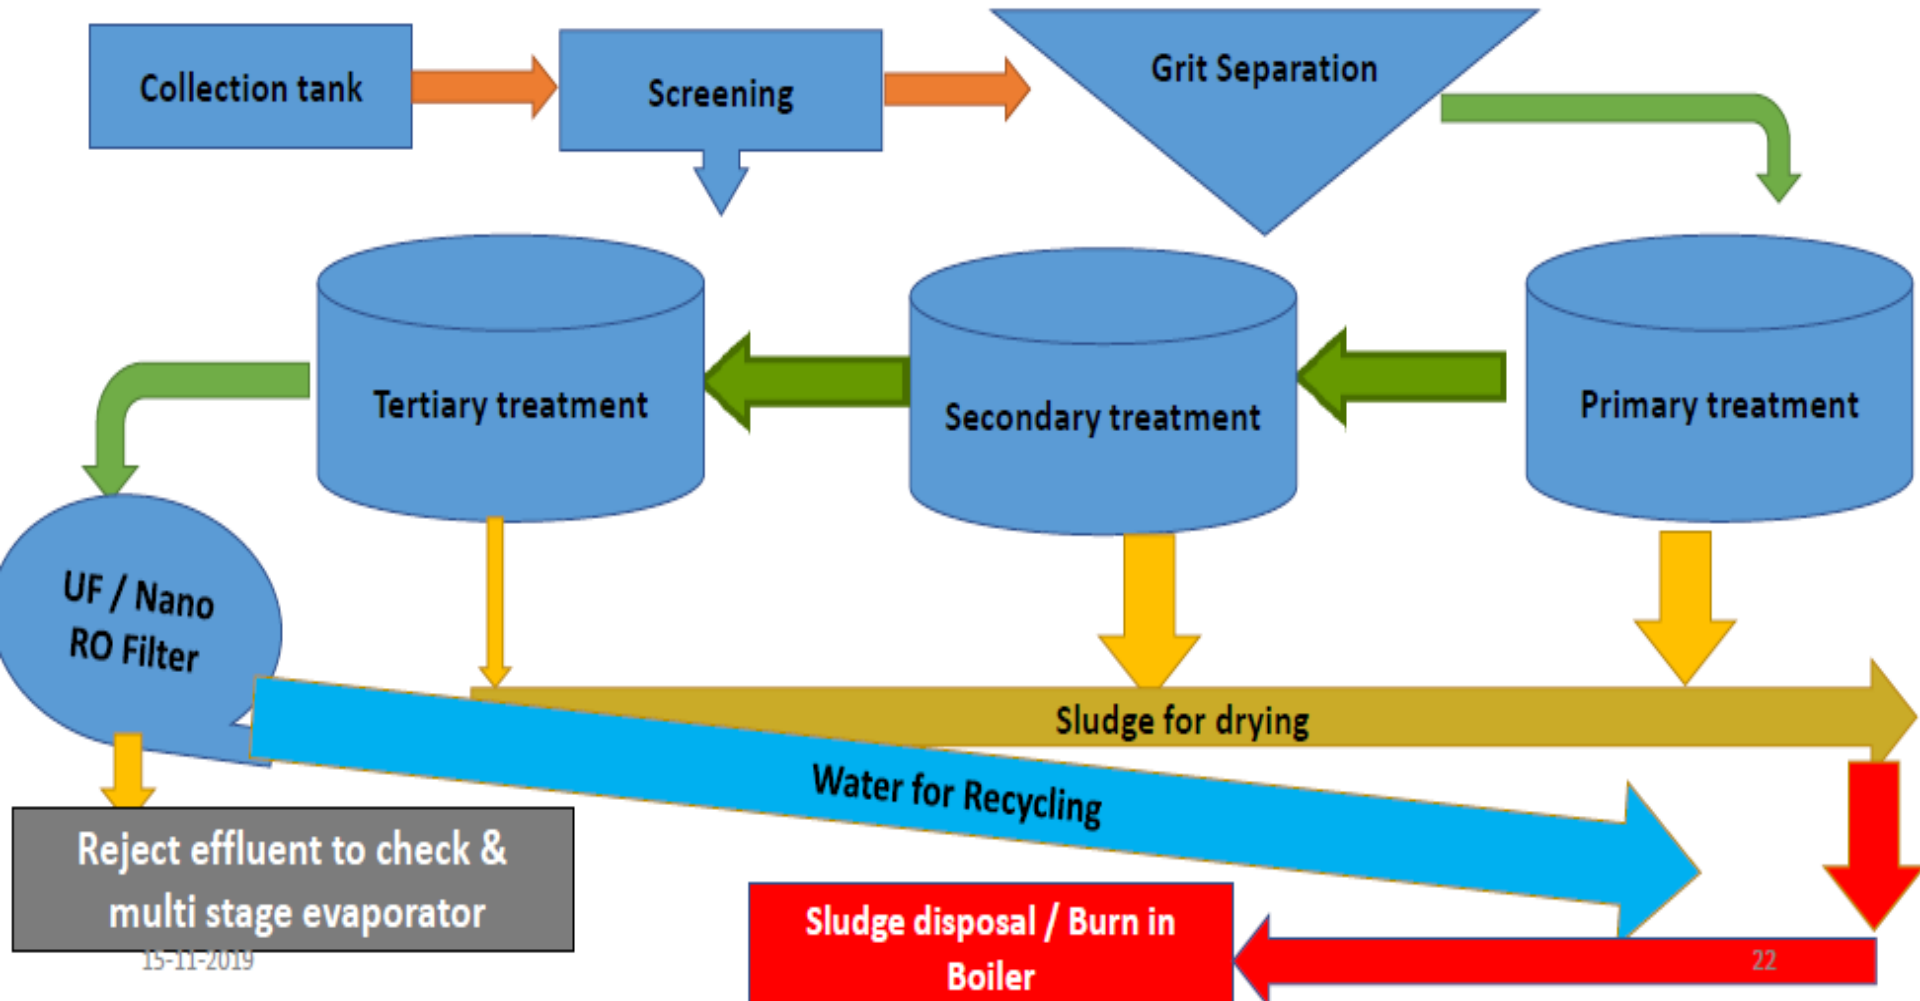 Collection tank
Screening
Grit Separation
Tertiary treatment
Secondary treatment
Primary treatment
UF / Nano
RO Filter
Sludge for drying
Water for Recycling
Reject effluent to check &
multi stage evaporator
Sludge disposal / Burn in
Boiler
15-11-2019
22